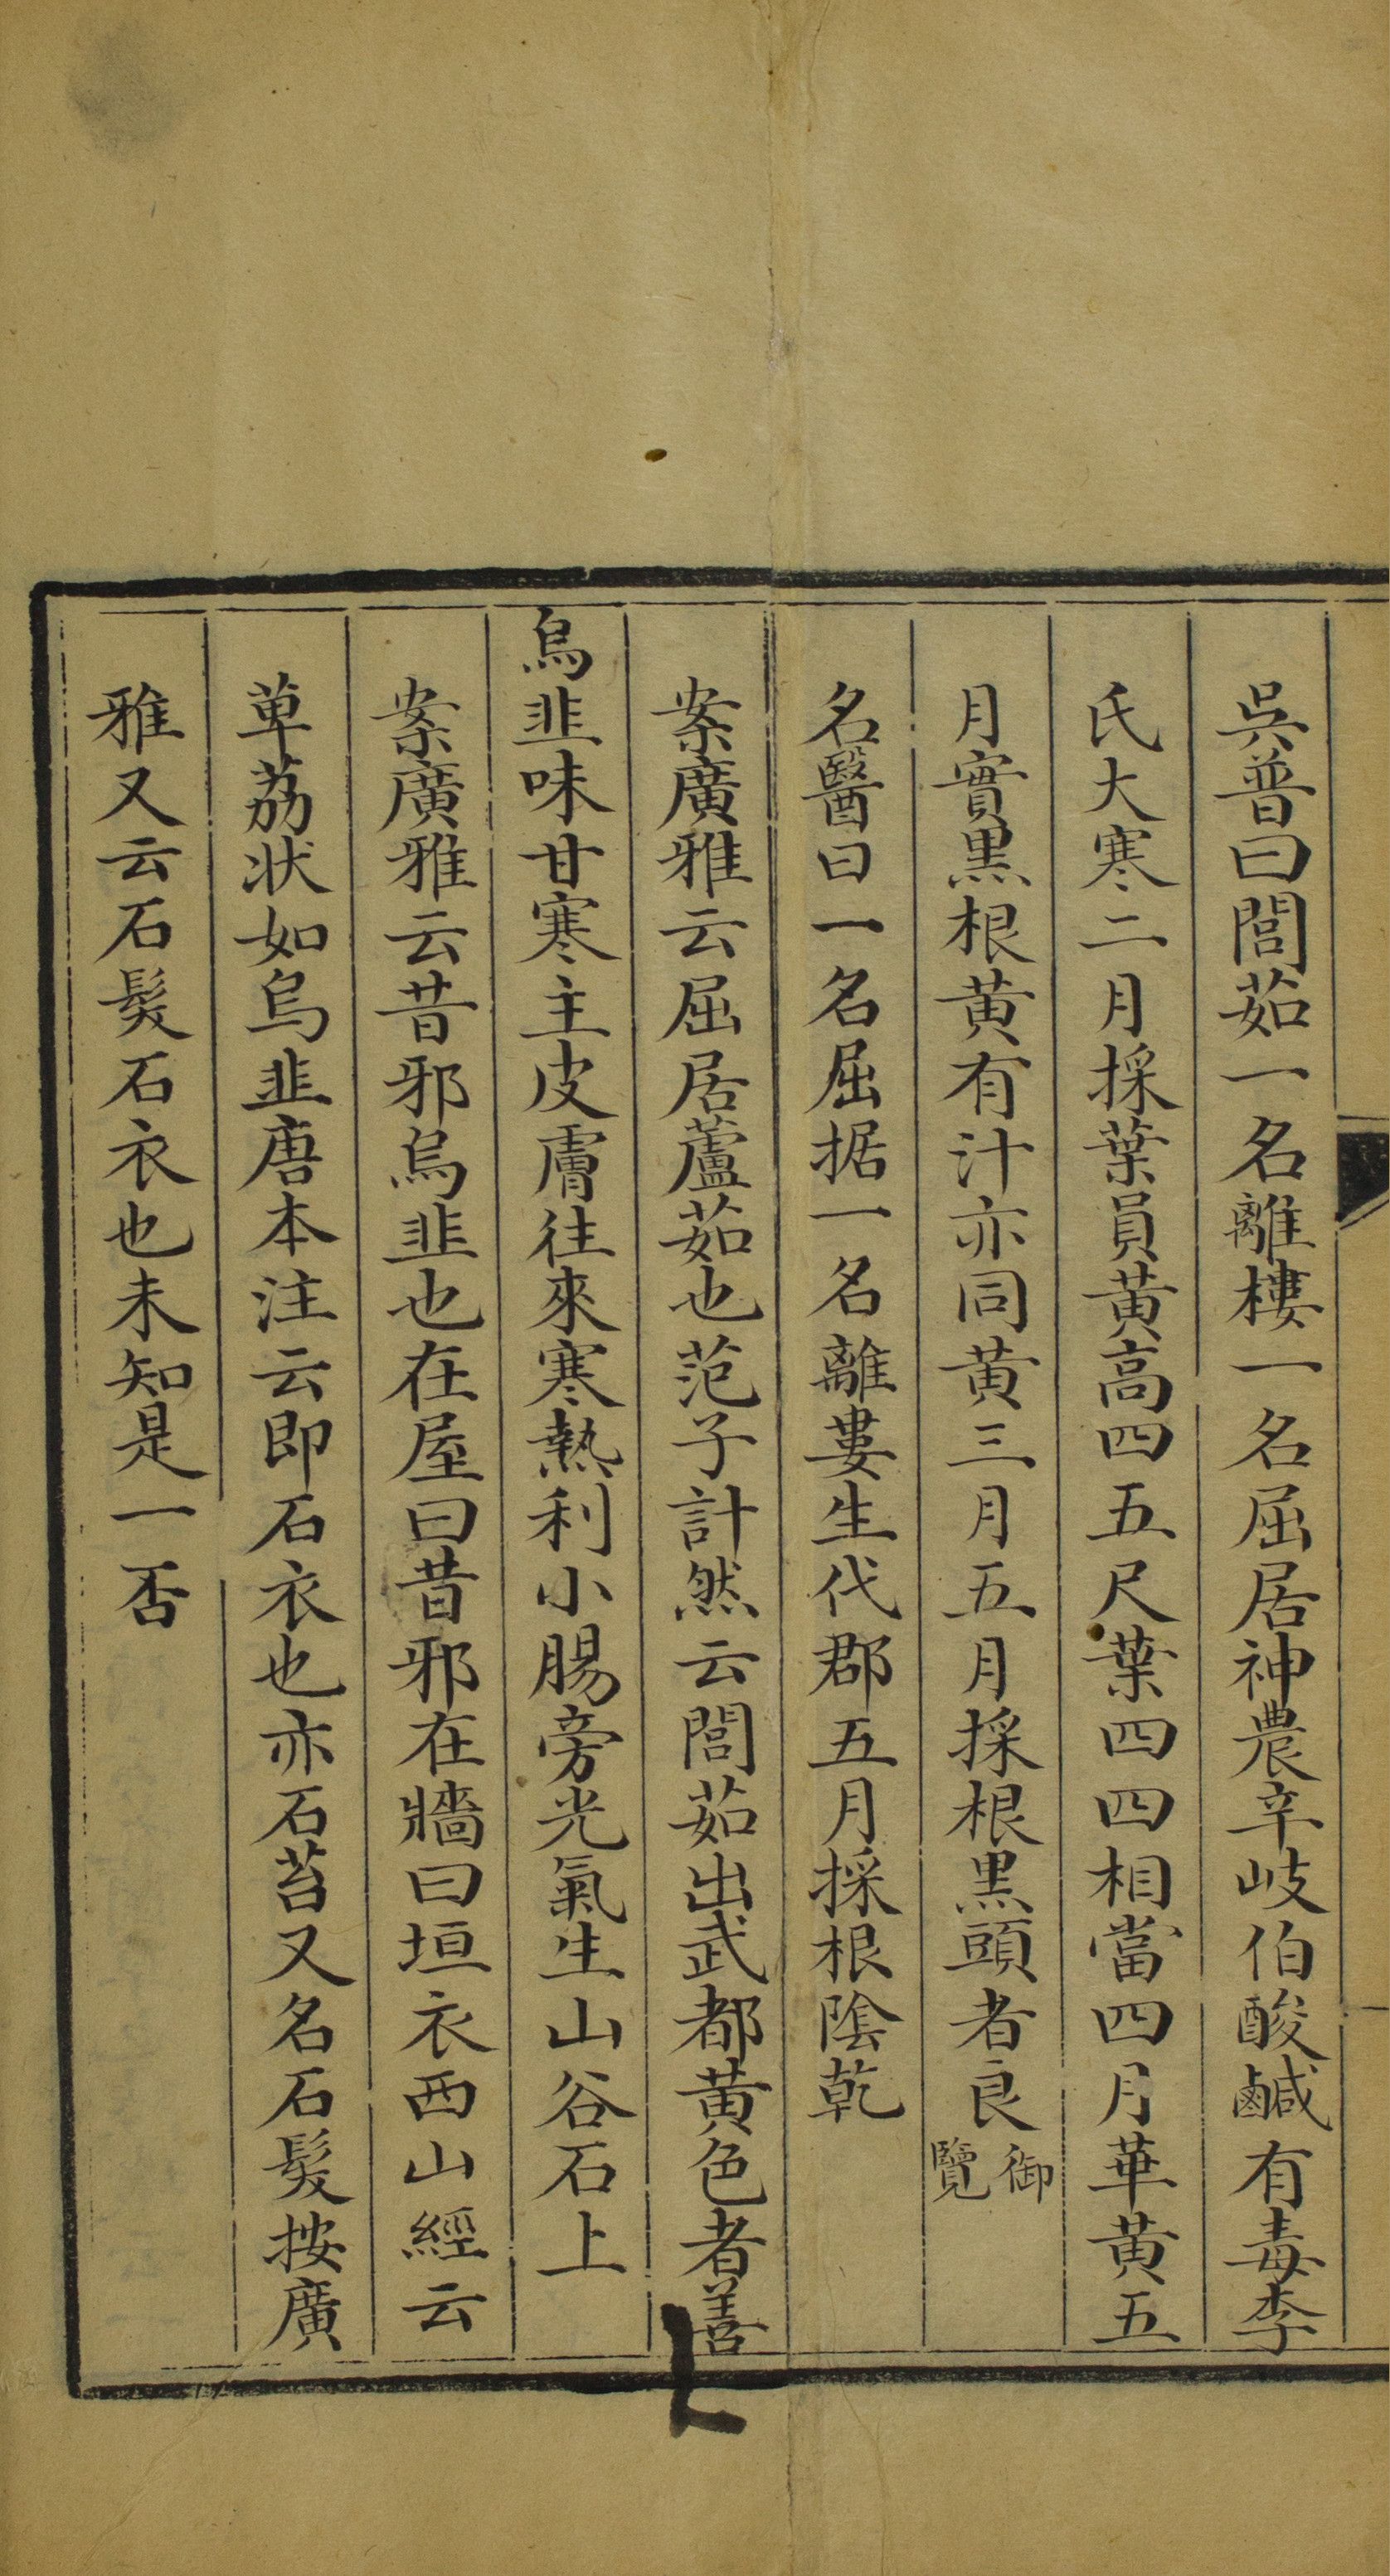 吳普曰閭茹一名離樓一名屈居神農辛岐伯酸鹹有毒李
氏大寒二月採葉員黃高四五尺葉四四相當四月華黃五
月實黑根黃有汁亦同黃三月五月採根黑頭者良御覽
名醫曰一名屈据一名離婁生代郡五月採根陰乾
案廣雅云屈居蘆茹也范子計然云閭茹出武都黃色者善
烏韭味甘寒主皮膚往來寒熱利小腸旁光氣生山谷石上
案廣雅云昔邪烏韭也在屋曰昔邪在牆曰垣衣西山經云
萆荔狀如烏韭唐本注云即石衣也亦石苔又名石髮按廣
雅又云石髮石衣也未知是一否